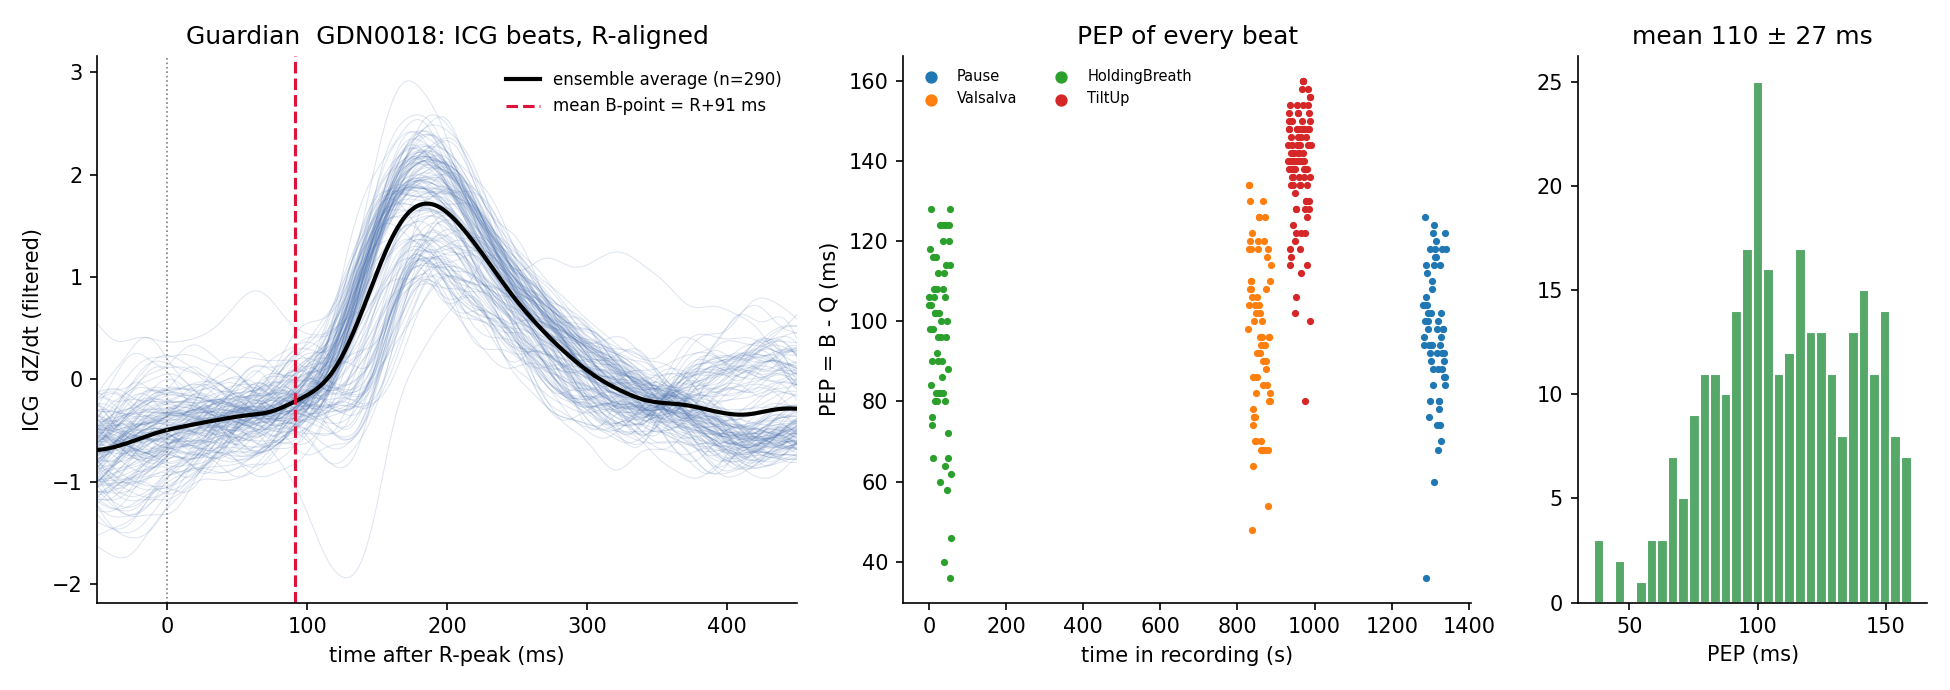 Guardian  GDN0018: ICG beats, R-aligned
ensemble average (n=290)
mean B-point = R+91 ms
ICG  dZ/dt (filtered)
3
2
1
0
−1
−2
0
100
200
300
400
time after R-peak (ms)
PEP of every beat
Pause
Valsalva
HoldingBreath
TiltUp
PEP = B - Q (ms)
160
140
120
100
80
60
40
0
200
400
600
800
1000
1200
1400
time in recording (s)
mean 110 ± 27 ms
25
20
15
10
5
0
50
100
150
PEP (ms)